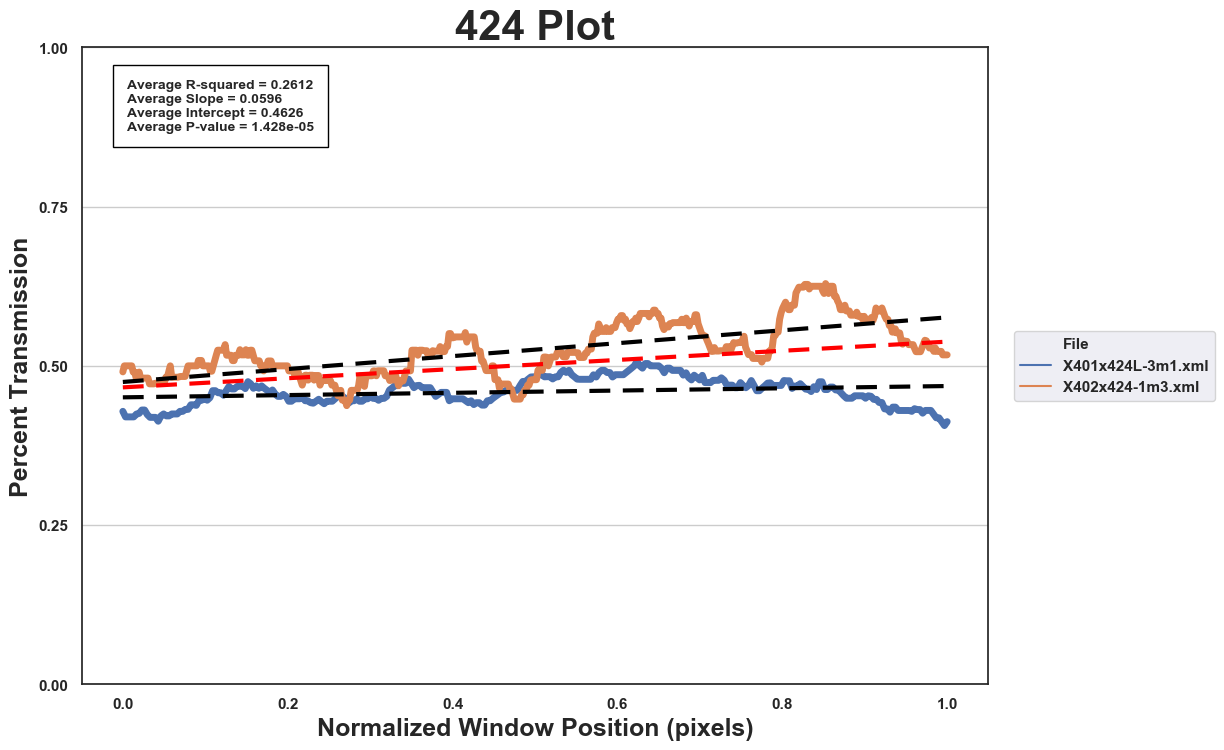 424 Plot
1.00
Average R-squared = 0.2612
Average Slope = 0.0596
Average Intercept = 0.4626
Average P-value = 1.428e-05
0.75
Percent Transmission
0.50
File
X401x424L-3m1.xml
X402x424-1m3.xml
0.25
0.00
0.0 0.2 0.4 0.6 0.8 1.0
Normalized Window Position (pixels)